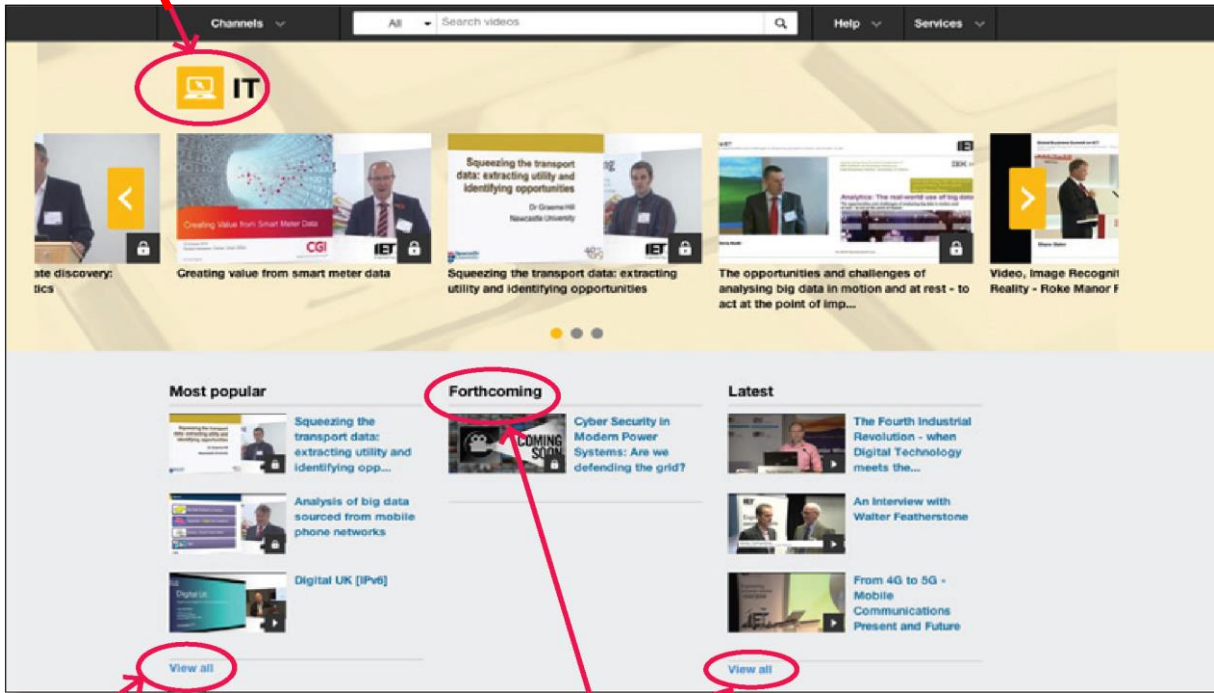 Channels
All
Search videos
Help
Services
IT
ate discovery:
tics
Creating Value from Smart Meter Data
CGI
IET
Creating value from smart meter data
Squeezing the transport
data: extracting utility and
identifying opportunities
Dr Graeme Hill
Newcastle University
IET
Squeezing the transport data: extracting
utility and identifying opportunities
IET
Analytics: The real-world use of big data
The opportunities and challenges of
analysing big data in motion and at rest - to
act at the point of imp...
Video, Image Recognit
Reality - Roke Manor R
Most popular
Squeezing the
transport data:
extracting utility and
identifying opp...
Analysis of big data
sourced from mobile
phone networks
Digital UK [IPv6]
View all
Forthcoming
COMING
SOON
Cyber Security in
Modern Power
Systems: Are we
defending the grid?
Latest
The Fourth Industrial
Revolution - when
Digital Technology
meets the...
An Interview with
Walter Featherstone
From 4G to 5G -
Mobile
Communications
Present and Future
View all